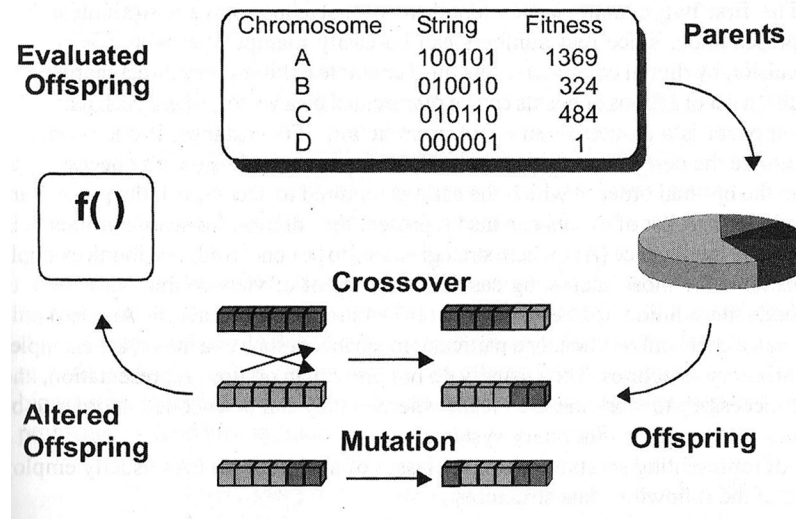 Chromosome String Fitness
A 100101 1369
B 010010 324
C 010110 484
D 000001 1
Parents
Evaluated
Offspring
f()
Crossover
Altered
Offspring
Mutation
Offspring